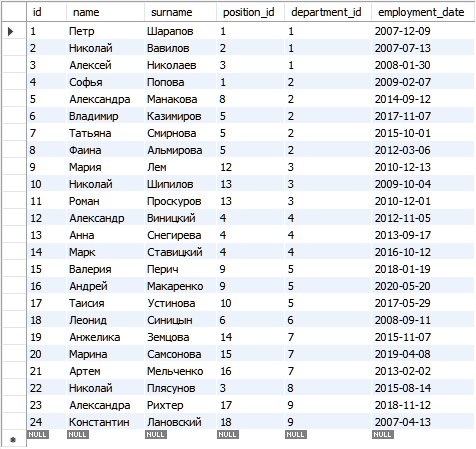 id name surname position_id department_id employment_date
1 Петр Шарапов 1 1 2007-12-09
2 Николай Вавилов 2 1 2007-07-13
3 Алексей Николаев 3 1 2008-01-30
4 Софья Попова 1 2 2009-02-07
5 Александра Манакова 8 2 2014-09-12
6 Владимир Казимиров 5 2 2017-11-07
7 Татьяна Смирнова 5 2 2015-10-01
8 Фаина Альмирова 5 2 2012-03-06
9 Мария Лем 12 3 2010-12-13
10 Николай Шипилов 13 3 2009-10-04
11 Роман Проскуров 13 3 2010-12-01
12 Александр Виницкий 4 4 2012-11-05
13 Анна Снегирева 4 4 2013-09-17
14 Марк Ставицкий 4 4 2016-10-12
15 Валерия Перич 9 5 2018-01-19
16 Андрей Макаренко 9 5 2020-05-20
17 Таисия Устинова 10 5 2017-05-29
18 Леонид Синицын 6 6 2008-09-11
19 Анжелика Земцова 14 7 2015-11-07
20 Марина Самсонова 15 7 2019-04-08
21 Артем Мельченко 16 7 2013-02-02
22 Николай Плясунов 3 8 2015-08-14
23 Александра Рихтер 17 9 2018-11-12
24 Константин Лановский 18 9 2007-04-13
NULL NULL NULL NULL NULL NULL